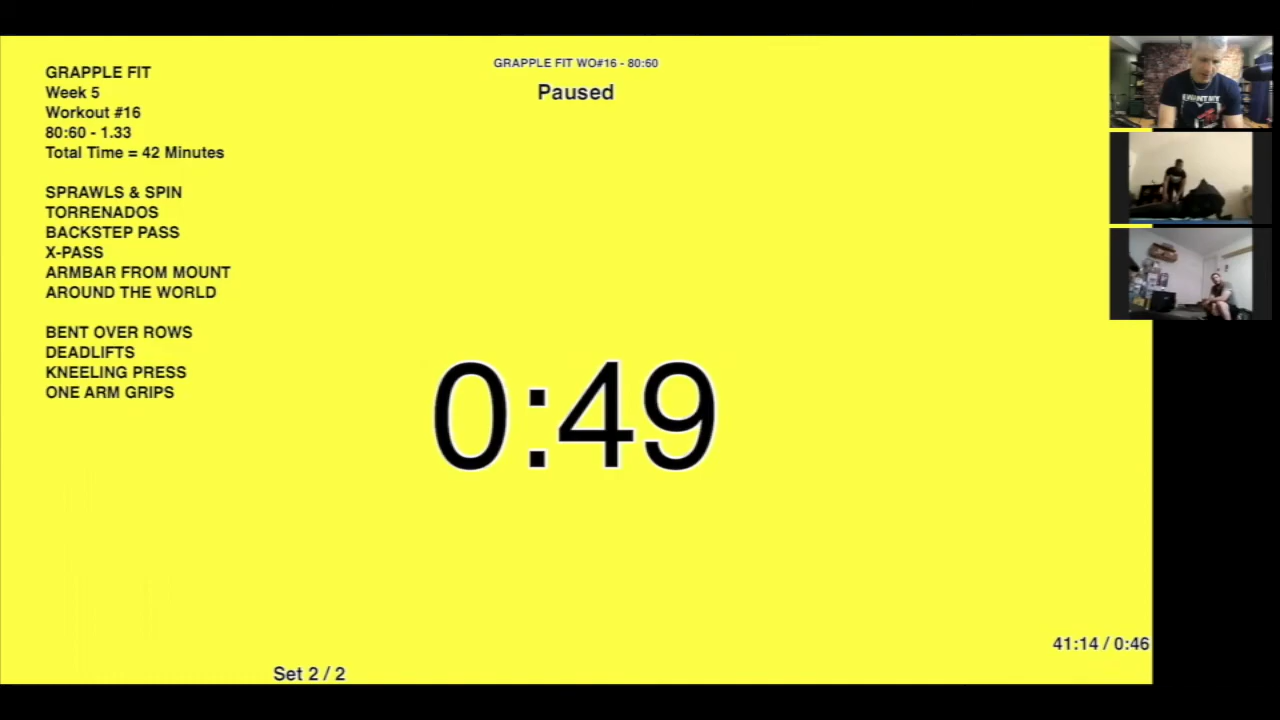 GRAPPLE FIT
Week 5
Workout #16
80:60 - 1.33
Total Time = 42 Minutes
SPRAWLS & SPIN
TORRENADOS
BACKSTEP PASS
X-PASS
ARMBAR FROM MOUNT
AROUND THE WORLD
BENT OVER ROWS
DEADLIFTS
KNEELING PRESS
ONE ARM GRIPS
GRAPPLE FIT WO#16 - 80:60
Paused
0:49
41:14 / 0:46
Set 2 / 2